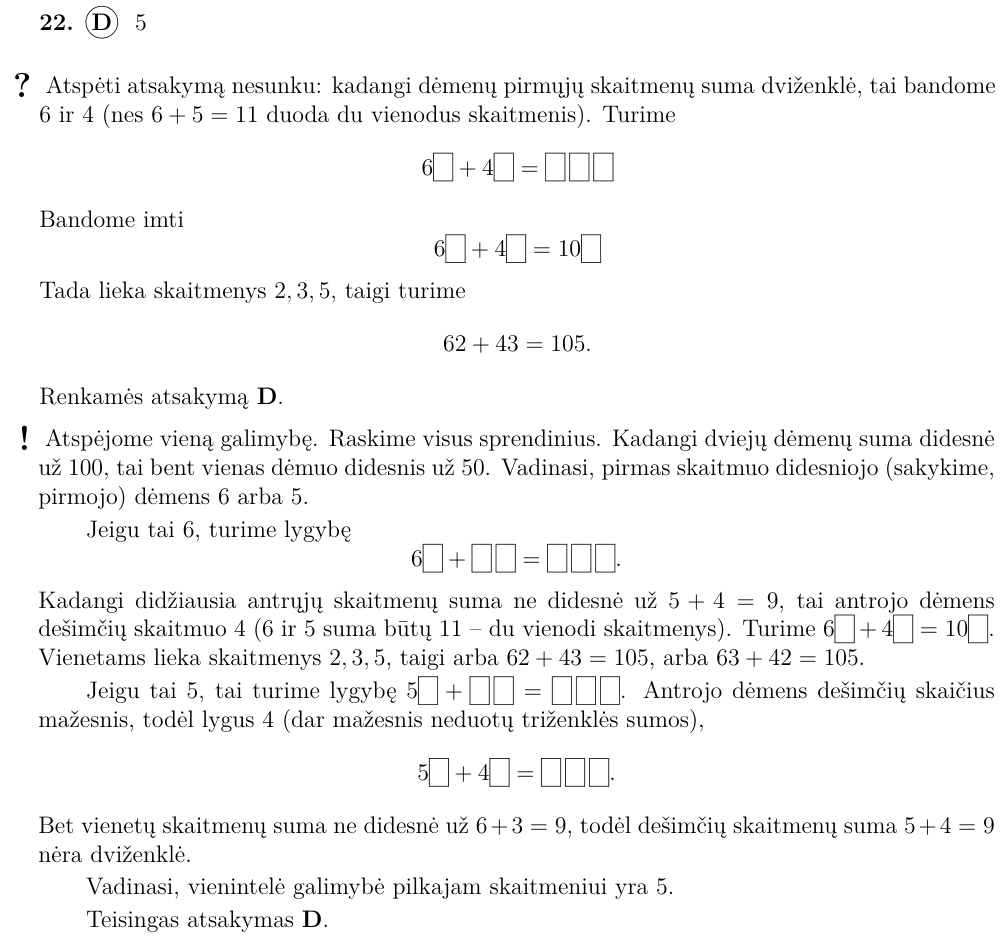 22. (D) 5
? Atspėti atsakymą nesunku: kadangi dėmenų pirmųjų skaitmenų suma dviženklė, tai bandome
6 ir 4 (nes 6 + 5 = 11 duoda du vienodus skaitmenis). Turime
6□ + 4□ = □□□
Bandome imti
6□ + 4□ = 10□
Tada lieka skaitmenys 2, 3, 5, taigi turime
62 + 43 = 105.
Renkamės atsakymą D.
! Atspėjome vieną galimybę. Raskime visus sprendinius. Kadangi dviejų dėmenų suma didesnė
už 100, tai bent vienas dėmuo didesnis už 50. Vadinasi, pirmas skaitmuo didesniojo (sakykime,
pirmojo) dėmens 6 arba 5.
Jeigu tai 6, turime lygybę
6□ + □□ = □□□.
Kadangi didžiausia antrųjų skaitmenų suma ne didesnė už 5 + 4 = 9, tai antrojo dėmens
dešimčių skaitmuo 4 (6 ir 5 suma būtų 11 – du vienodi skaitmenys). Turime 6□ + 4□ = 10□.
Vienetams lieka skaitmenys 2, 3, 5, taigi arba 62 + 43 = 105, arba 63 + 42 = 105.
Jeigu tai 5, tai turime lygybę 5□ + □□ = □□□. Antrojo dėmens dešimčių skaičius
mažesnis, todėl lygus 4 (dar mažesnis neduotų triženklės sumos),
5□ + 4□ = □□□.
Bet vienetų skaitmenų suma ne didesnė už 6 + 3 = 9, todėl dešimčių skaitmenų suma 5 + 4 = 9
nėra dviženklė.
Vadinasi, vienintelė galimybė pilkajam skaitmeniui yra 5.
Teisingas atsakymas D.